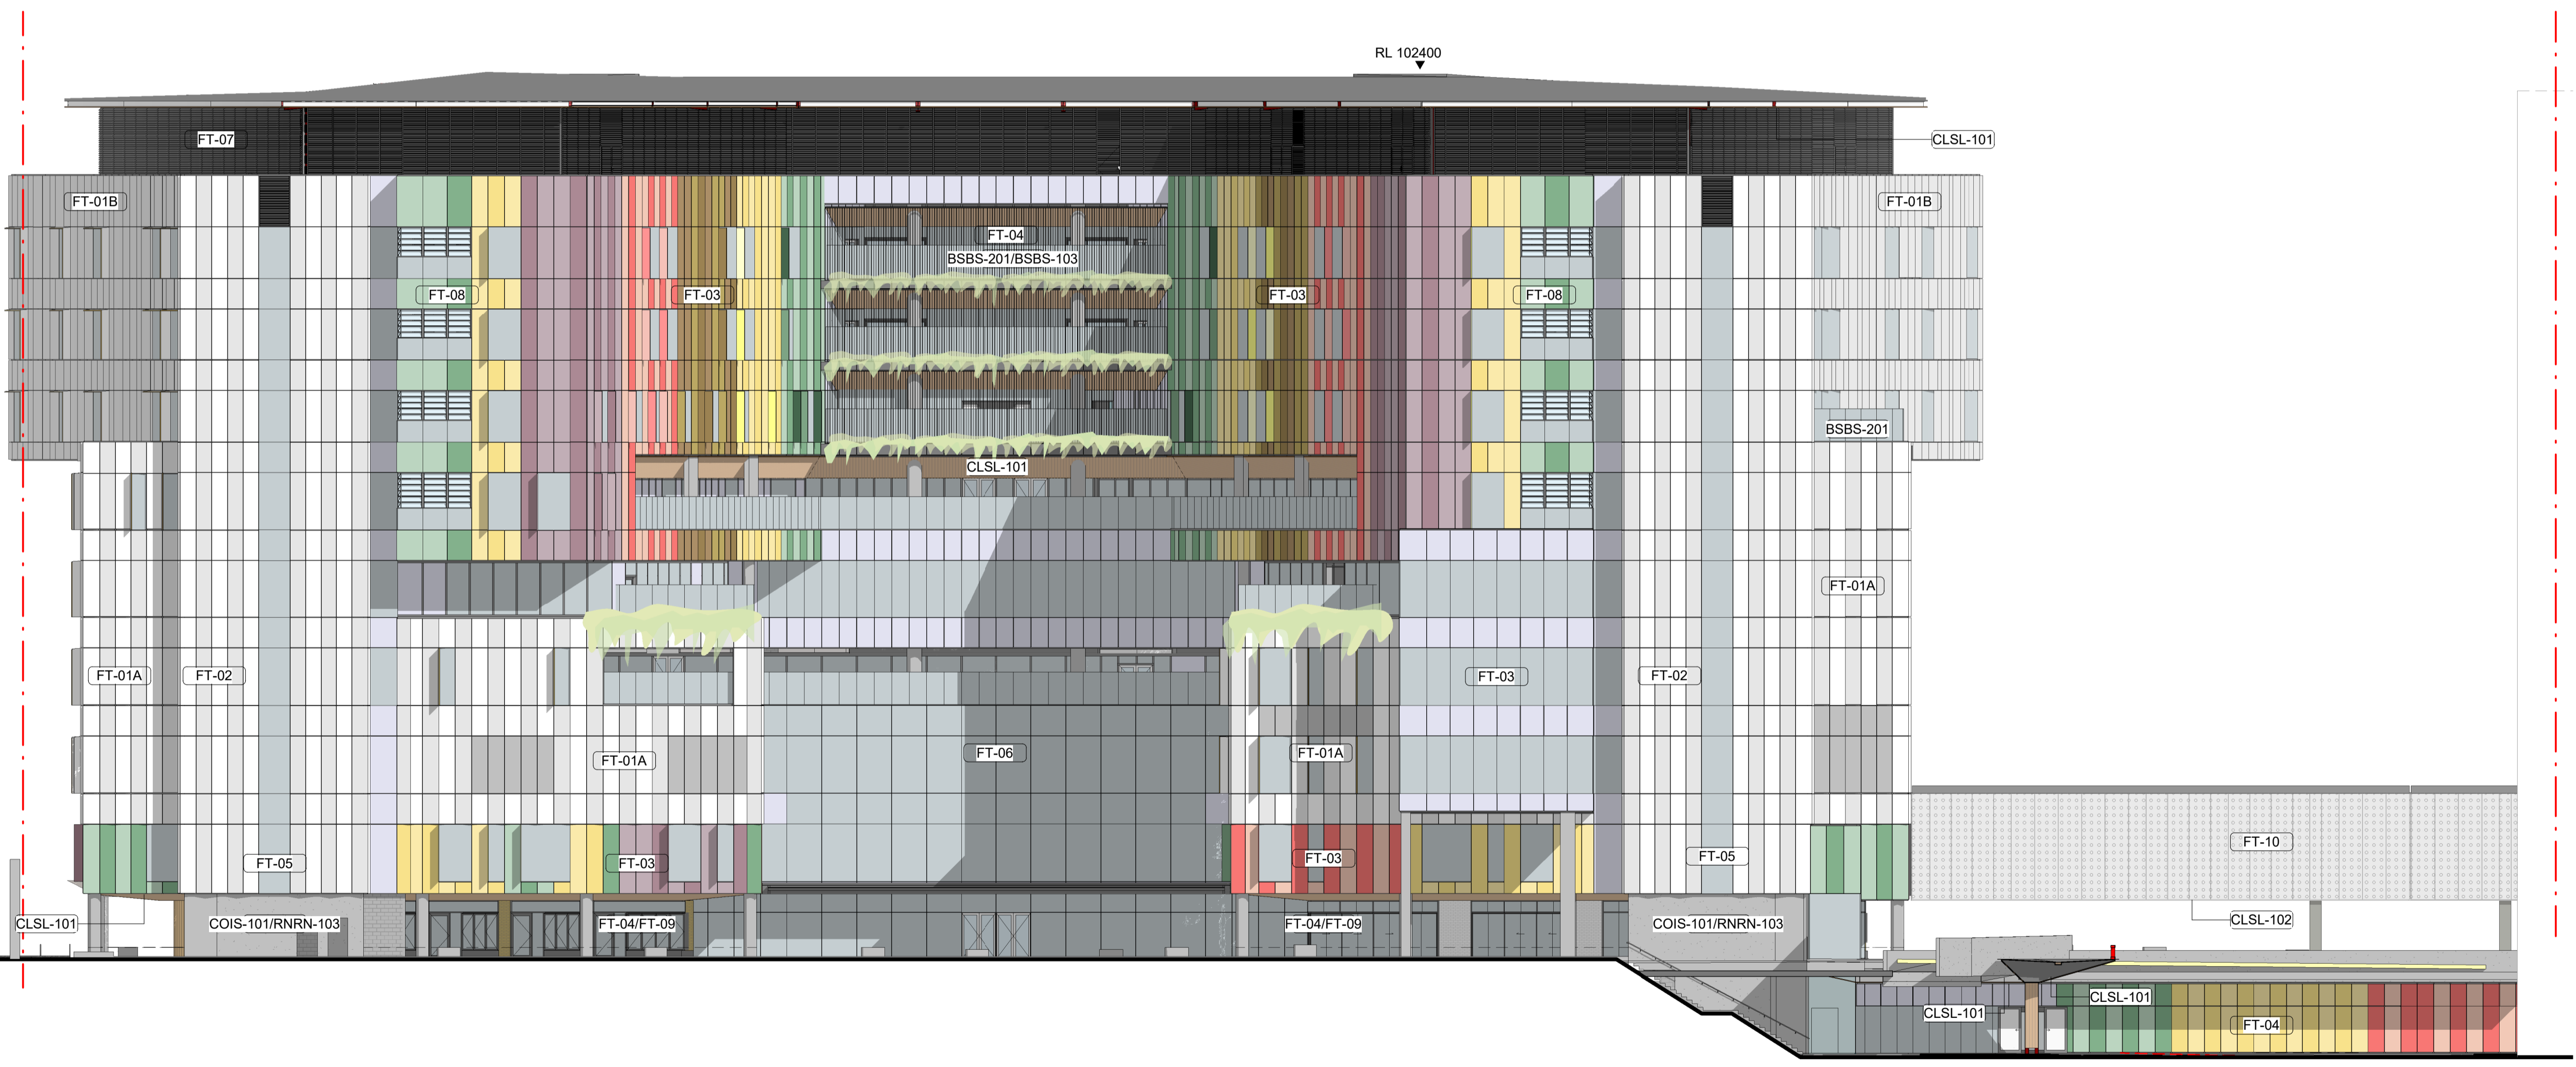 RL 102400
FT-07
CLSL-101
FT-01B
FT-01B
FT-04
BSBS-201/BSBS-103
FT-08
FT-03
FT-03
FT-08
BSBS-201
CLSL-101
FT-01A
FT-01A
FT-02
FT-03
FT-02
FT-01A
FT-06
FT-01A
FT-05
FT-03
FT-03
FT-05
FT-10
CLSL-101
COIS-101/RNRN-103
FT-04/FT-09
FT-04/FT-09
COIS-101/RNRN-103
CLSL-102
CLSL-101
CLSL-101
FT-04